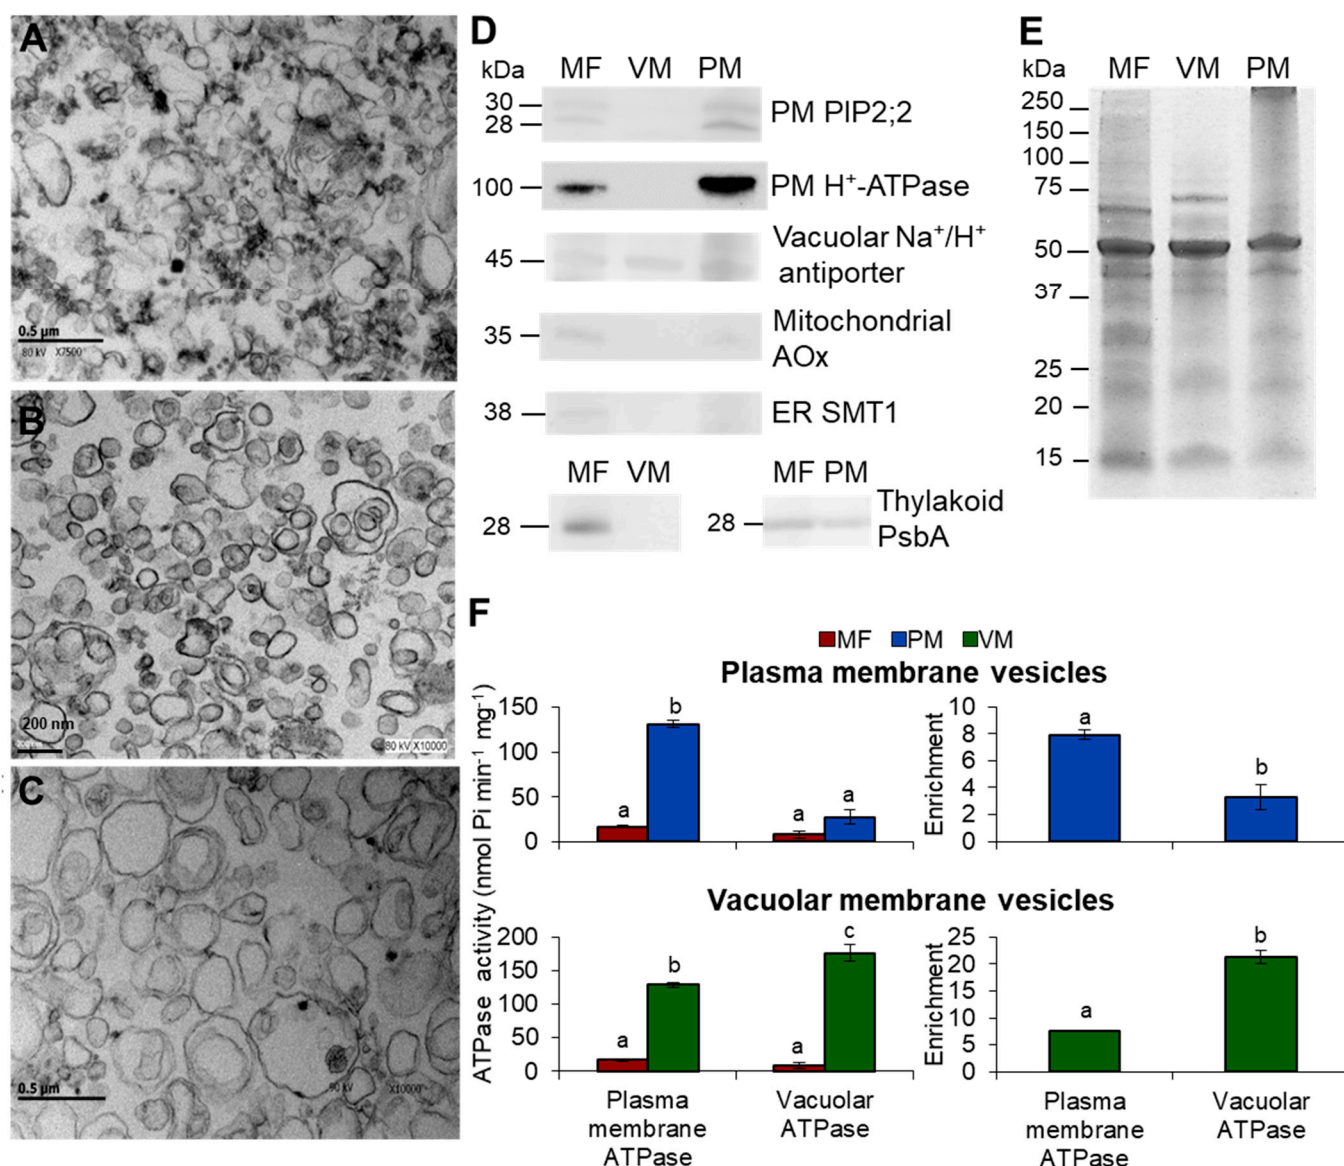 A
0.5 µm
80 kV X7500
B
200 nm
80 kV X10000
C
0.5 µm
80 kV X10000
D
kDa MF VM PM
30
28
PM PIP2;2
100
PM H⁺-ATPase
45
Vacuolar Na⁺/H⁺
antiporter
35
Mitochondrial
AOx
38
ER SMT1
MF VM
28
MF PM
28
Thylakoid
PsbA
E
kDa MF VM PM
250
150
100
75
50
37
25
20
15
F
MF PM VM
Plasma membrane vesicles
ATPase activity (nmol Pi min⁻¹ mg⁻¹)
150
100
50
0
a b a a
Enrichment
10
8
6
4
2
0
a b
Vacuolar membrane vesicles
200
150
100
50
0
a b a c
Enrichment
25
20
15
10
5
0
a b
Plasma
membrane
ATPase
Vacuolar
ATPase
Plasma
membrane
ATPase
Vacuolar
ATPase